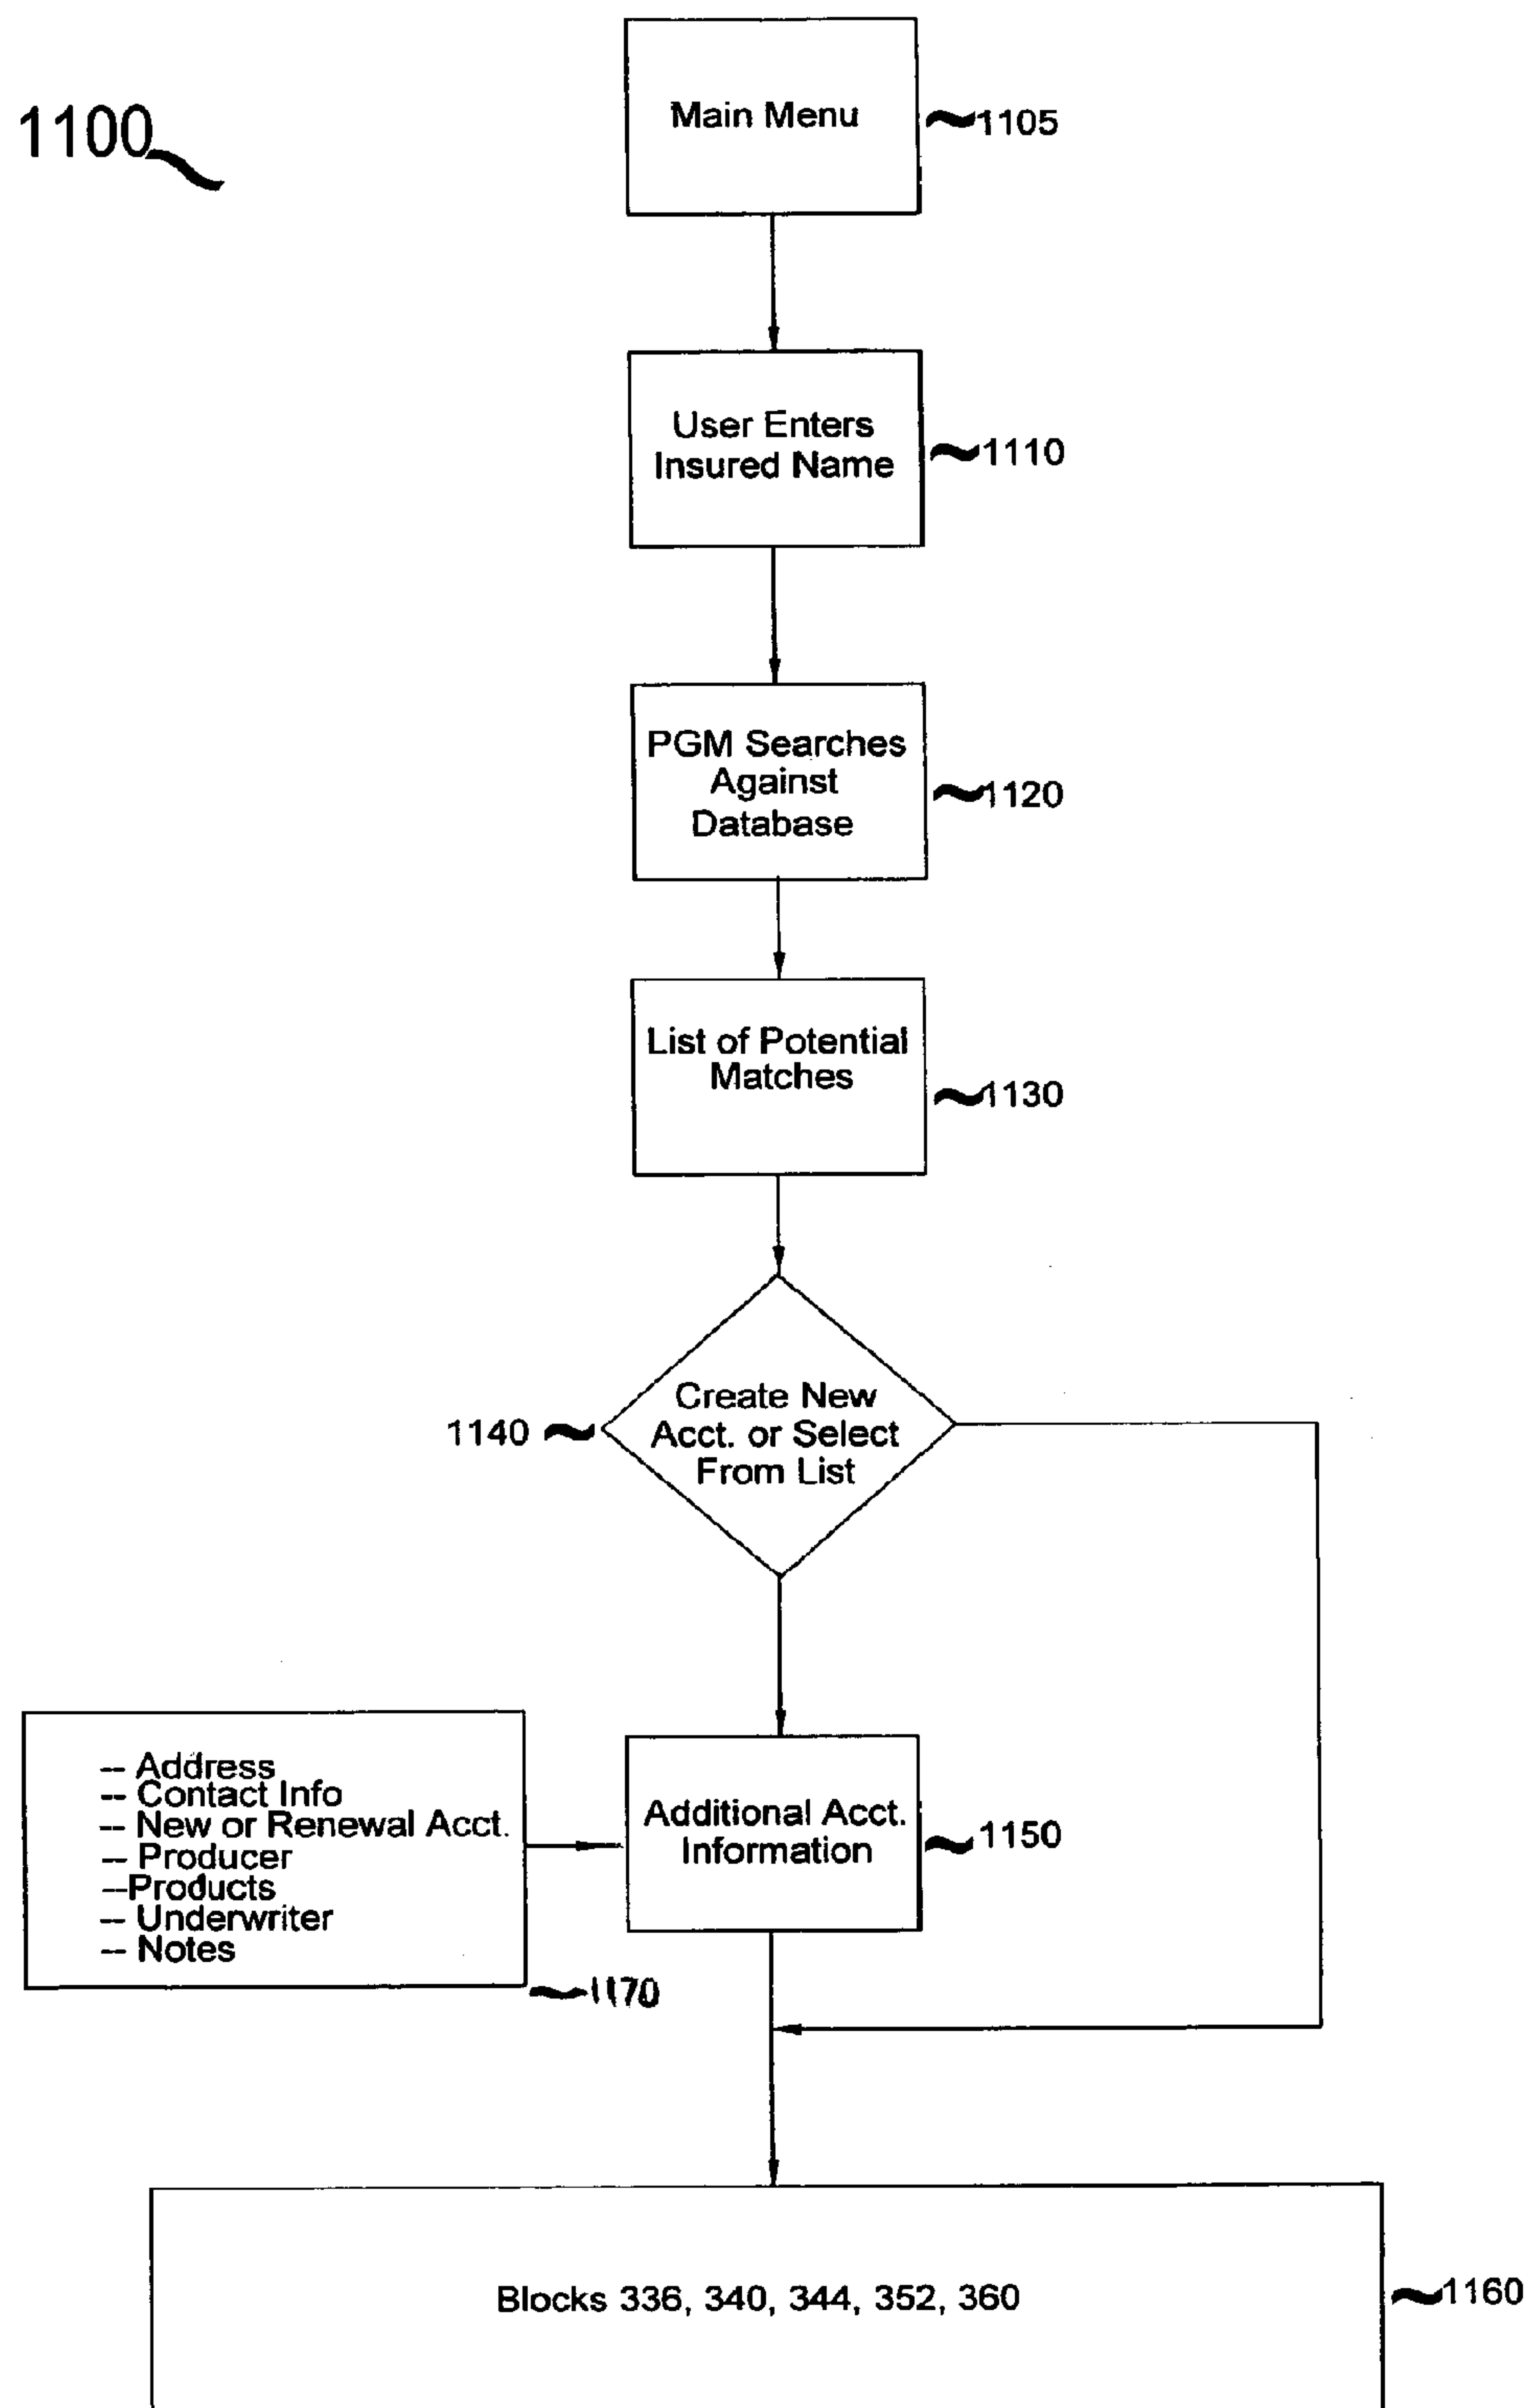 1100
Main Menu
1105
User Enters
Insured Name
1110
PGM Searches
Against
Database
1120
List of Potential
Matches
1130
Create New
Acct. or Select
From List
1140
-- Address
-- Contact Info
-- New or Renewal Acct.
-- Producer
--Products
-- Underwriter
-- Notes
1170
Additional Acct.
Information
1150
Blocks 336, 340, 344, 352, 360
1160